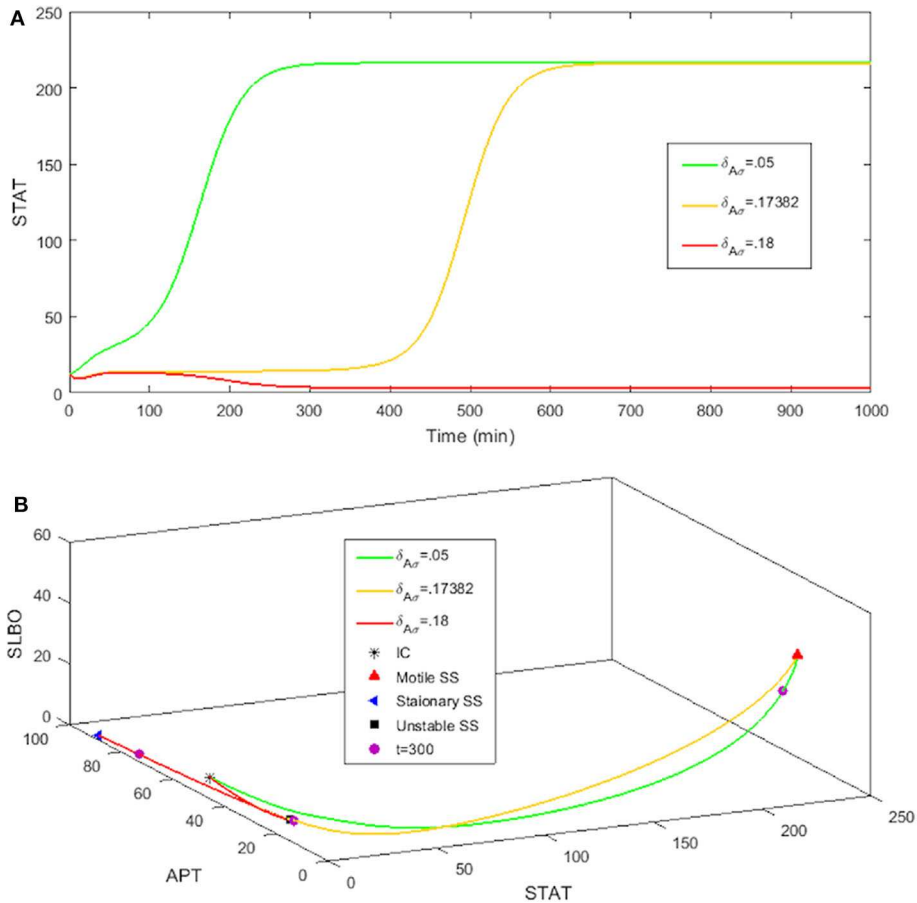 A
250
200
150
100
50
0
STAT
0 100 200 300 400 500 600 700 800 900 1000
Time (min)
δAσ=.05
δAσ=.17382
δAσ=.18
B
60
40
20
0
SLBO
100
80
60
40
20
0
APT
0
50
100
150
200
250
STAT
δAσ=.05
δAσ=.17382
δAσ=.18
IC
Motile SS
Staionary SS
Unstable SS
t=300